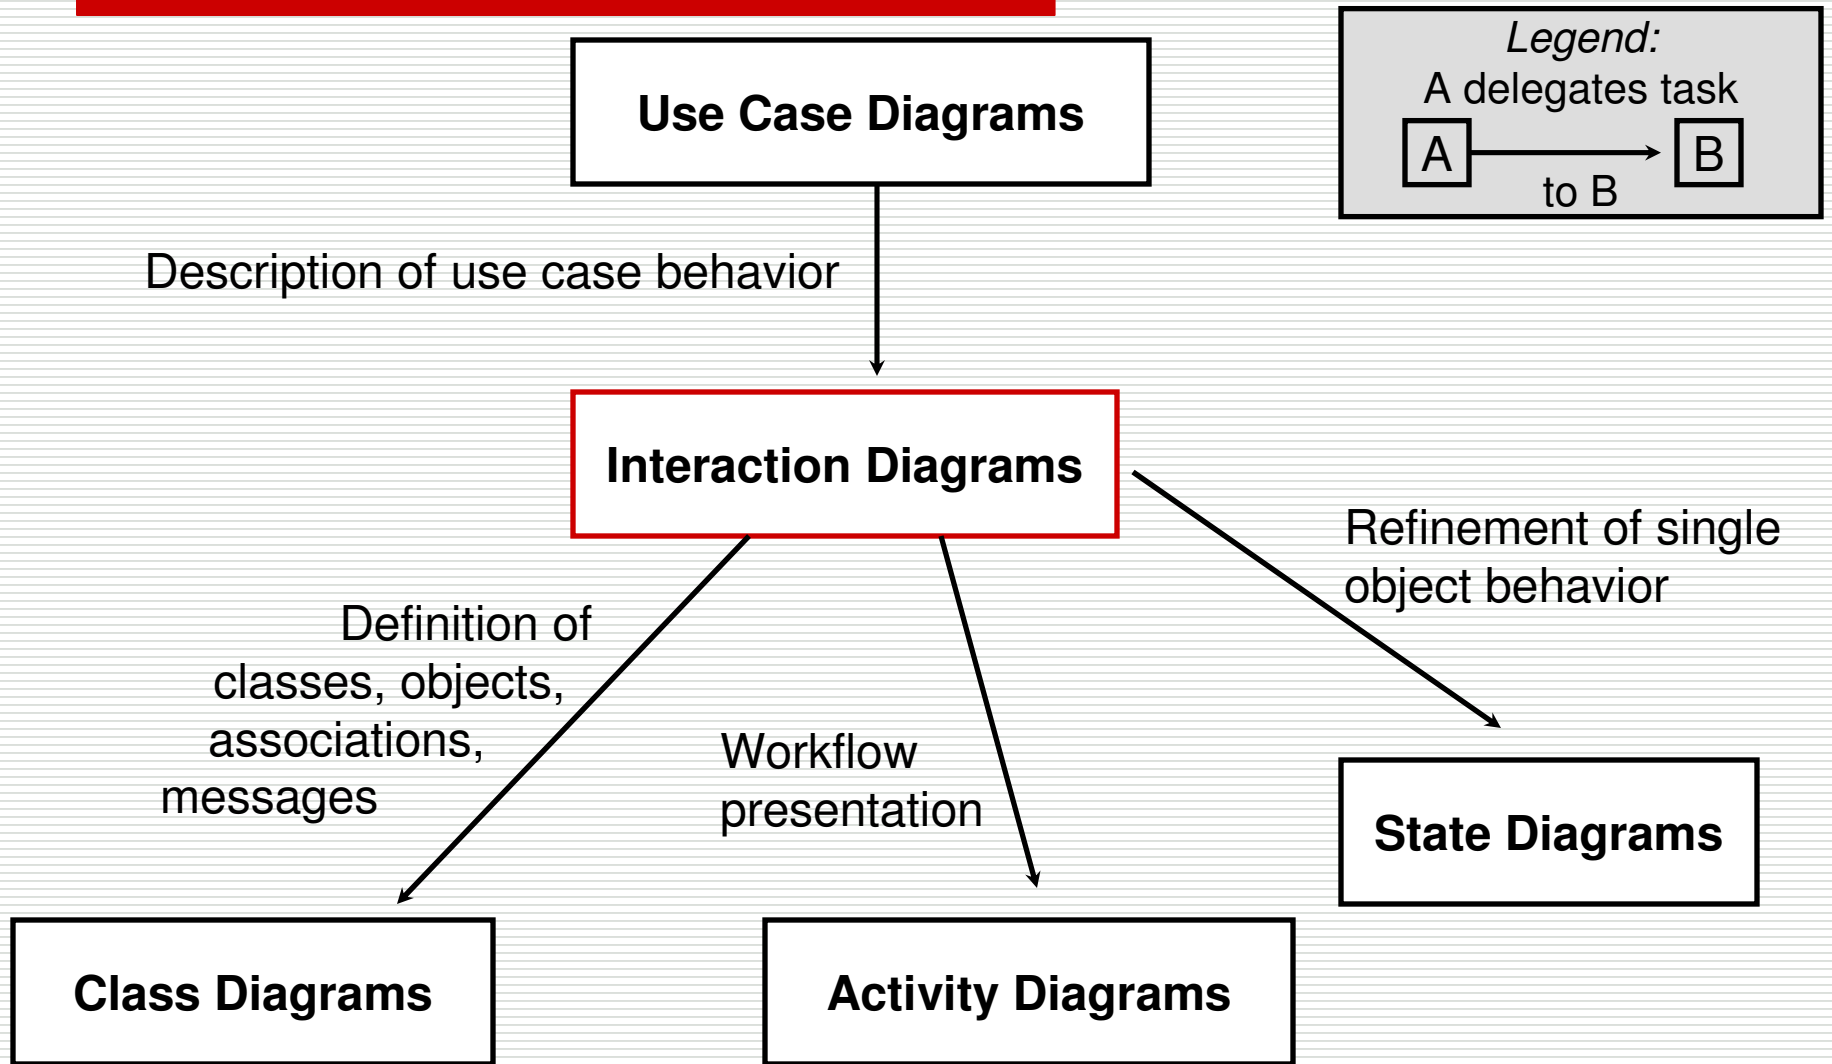 Use Case Diagrams
Legend:
A delegates task
A
B
to B
Description of use case behavior
Interaction Diagrams
Refinement of single
object behavior
Definition of
classes, objects,
associations,
messages
Workflow
presentation
State Diagrams
Class Diagrams
Activity Diagrams